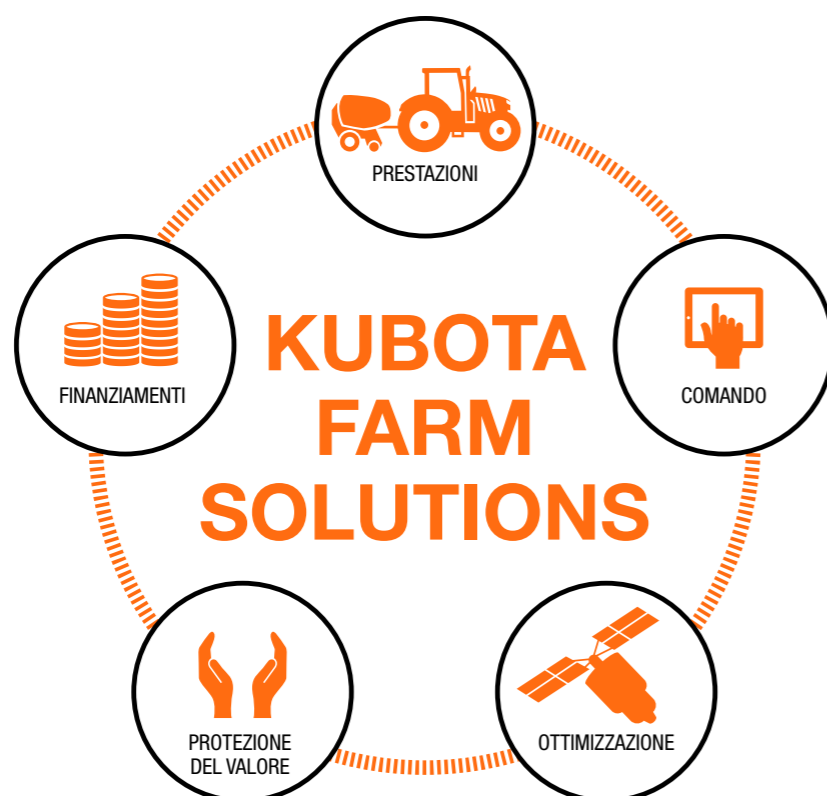 PRESTAZIONI
FINANZIAMENTI
COMANDO
KUBOTA
FARM
SOLUTIONS
PROTEZIONE
DEL VALORE
OTTIMIZZAZIONE